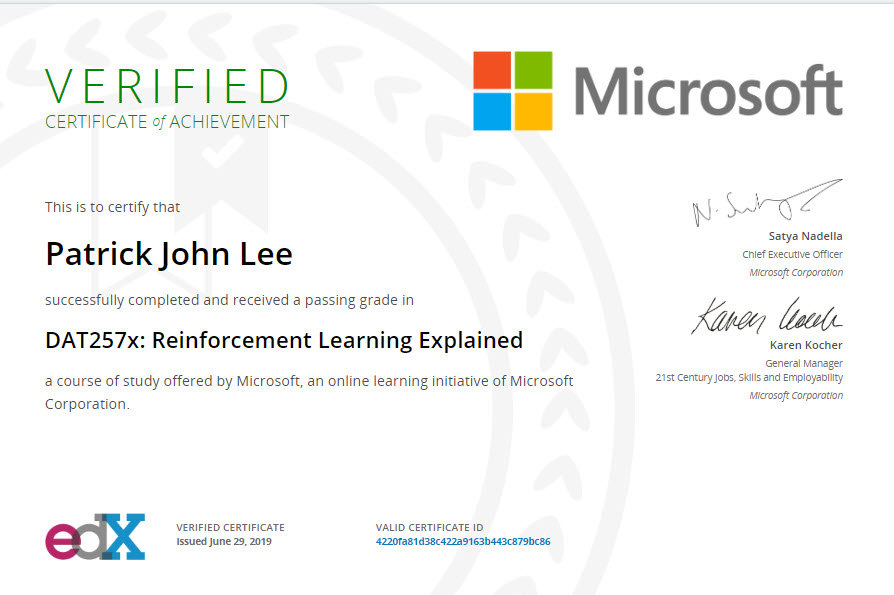 VERIFIED
CERTIFICATE of ACHIEVEMENT
Microsoft
This is to certify that
Patrick John Lee
successfully completed and received a passing grade in
DAT257x: Reinforcement Learning Explained
a course of study offered by Microsoft, an online learning initiative of Microsoft
Corporation.
Satya Nadella
Chief Executive Officer
Microsoft Corporation
Karen Kocher
Karen Kocher
General Manager
21st Century Jobs, Skills and Employability
Microsoft Corporation
edX
VERIFIED CERTIFICATE
Issued June 29, 2019
VALID CERTIFICATE ID
4220fa81d38c422a9163b443c879bc86